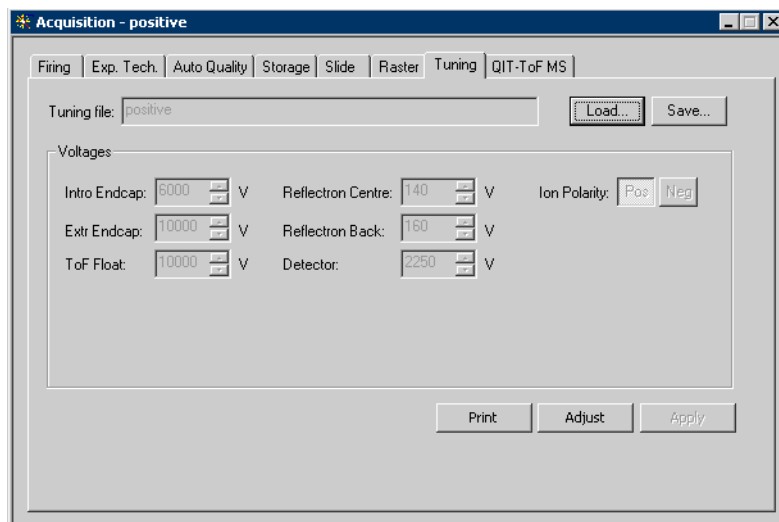 Acquisition - positive
Firing Exp. Tech. Auto Quality Storage Slide Raster Tuning QIT-ToF MS
Tuning file: positive Load... Save...
Voltages
Intro Endcap: 6000 V Reflectron Centre: 140 V Ion Polarity: Pos Neg
Extr Endcap: 10000 V Reflectron Back: 160 V
ToF Float: 10000 V Detector: 2250 V
Print Adjust Apply